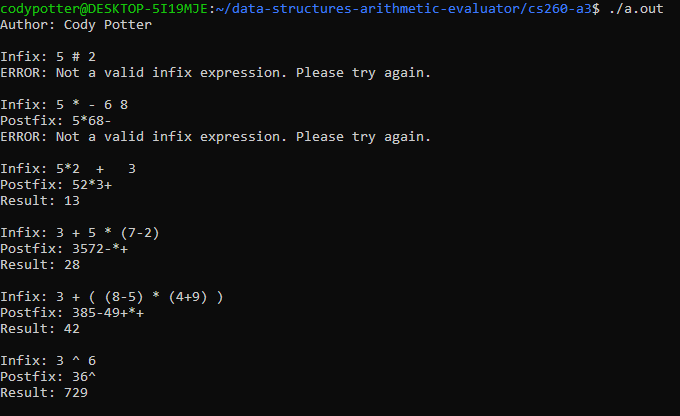 codypotter@DESKTOP-5I19MJE:~/data-structures-arithmetic-evaluator/cs260-a3$ ./a.out
Author: Cody Potter
Infix: 5 # 2
ERROR: Not a valid infix expression. Please try again.
Infix: 5 * - 6 8
Postfix: 5*68-
ERROR: Not a valid infix expression. Please try again.
Infix: 5*2  +   3
Postfix: 52*3+
Result: 13
Infix: 3 + 5 * (7-2)
Postfix: 3572-*+
Result: 28
Infix: 3 + ( (8-5) * (4+9) )
Postfix: 385-49+*+
Result: 42
Infix: 3 ^ 6
Postfix: 36^
Result: 729